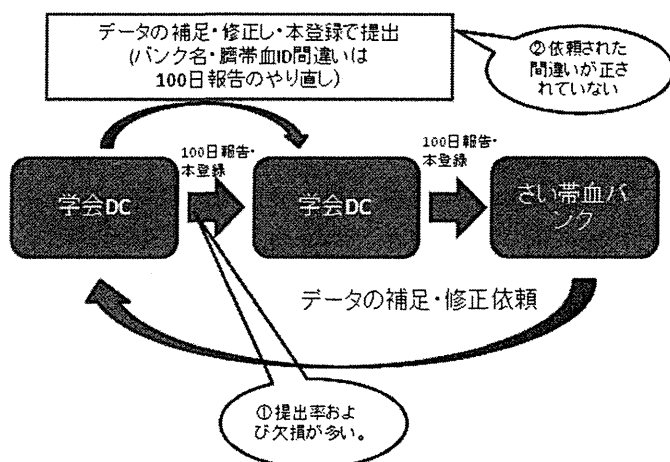 データの補足・修正し・本登録で提出
(バンク名・臍帯血ID間違いは
100日報告のやり直し)
②依頼された
間違いが正さ
れていない
100日報告・
本登録
100日報告・
本登録
学会DC
学会DC
さい帯血バ
ンク
データの補足・修正依頼
①提出率およ
び欠損が多い。